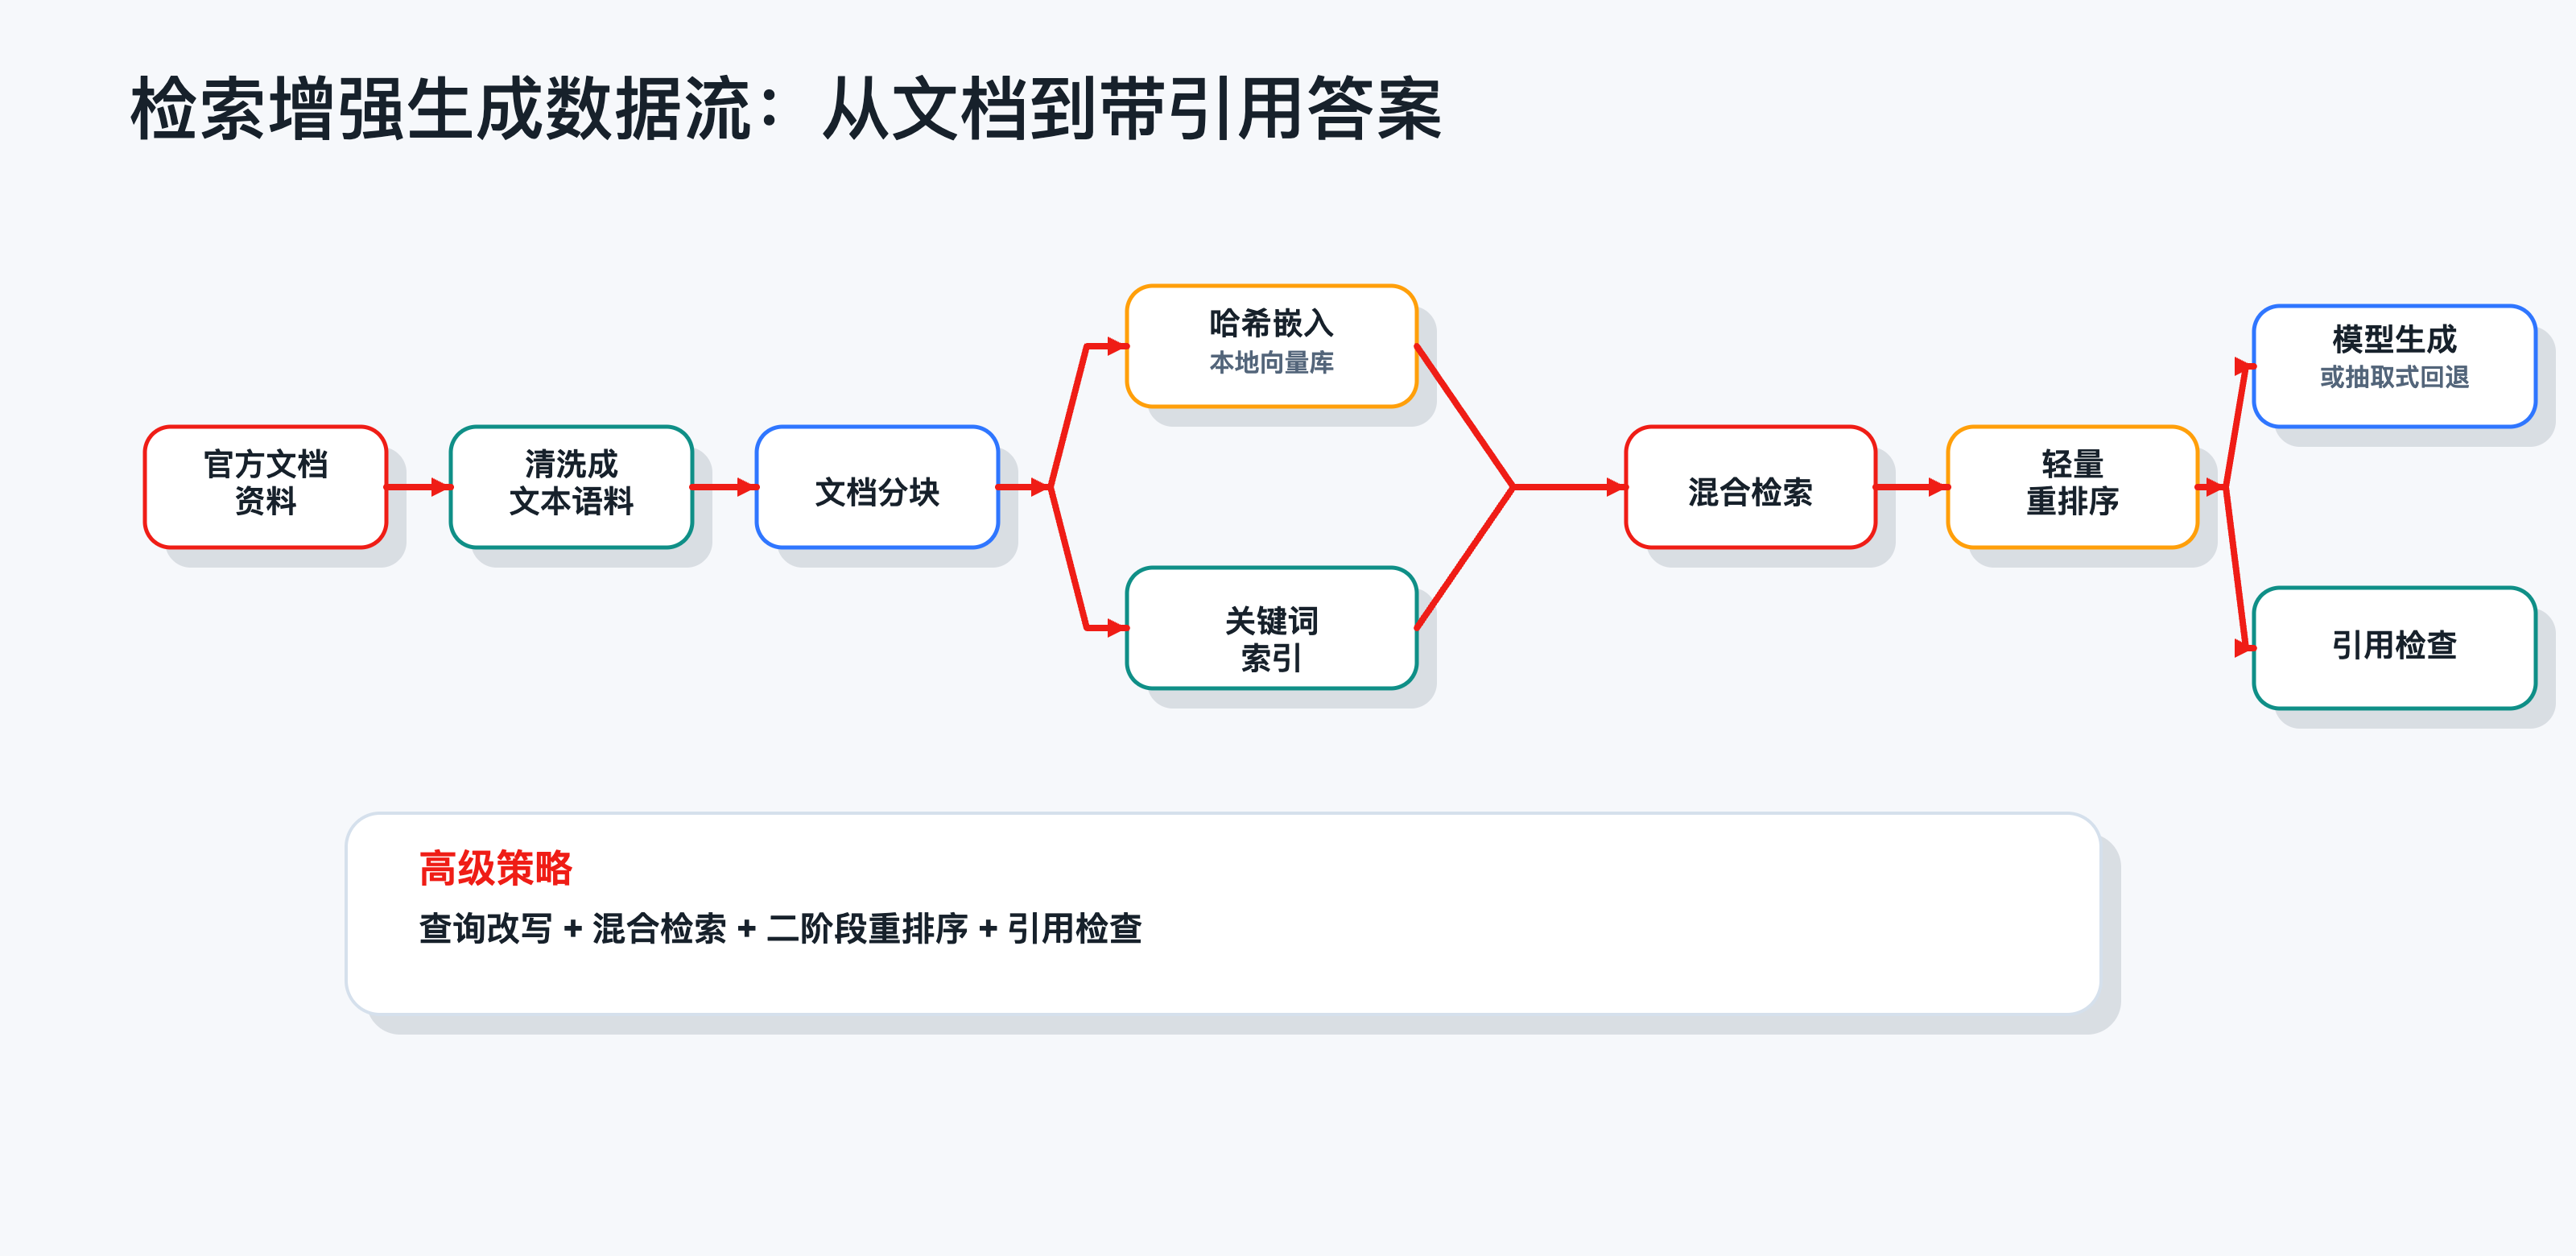 检索增强生成数据流：从文档到带引用答案
官方文档
资料
清洗成
文本语料
文档分块
哈希嵌入
本地向量库
关键词
索引
混合检索
轻量
重排序
模型生成
或抽取式回退
引用检查
高级策略
查询改写 + 混合检索 + 二阶段重排序 + 引用检查